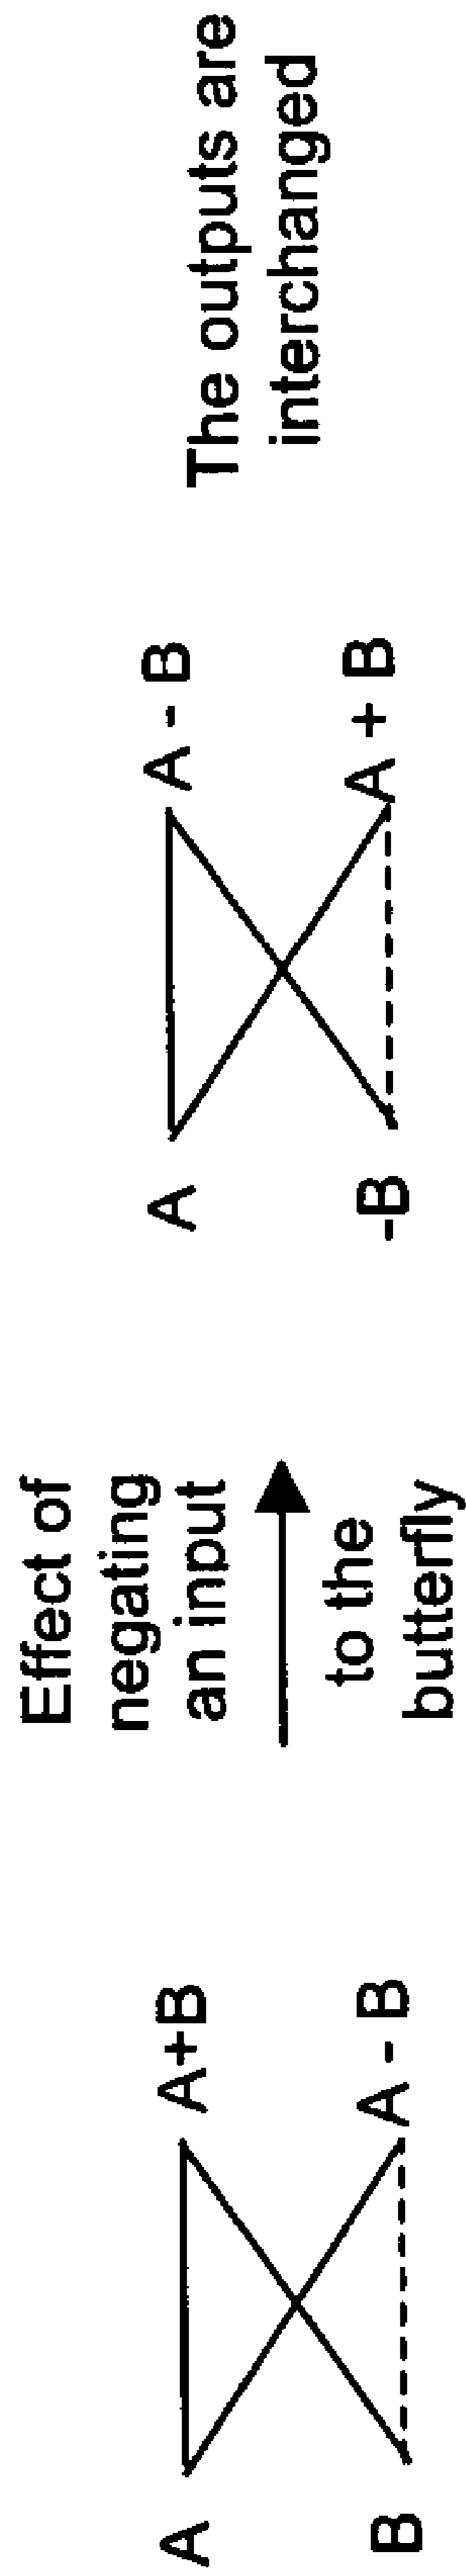 A
A+B
B
A - B
Effect of
negating
an input
to the
butterfly
A
A - B
-B
A + B
The outputs are
interchanged